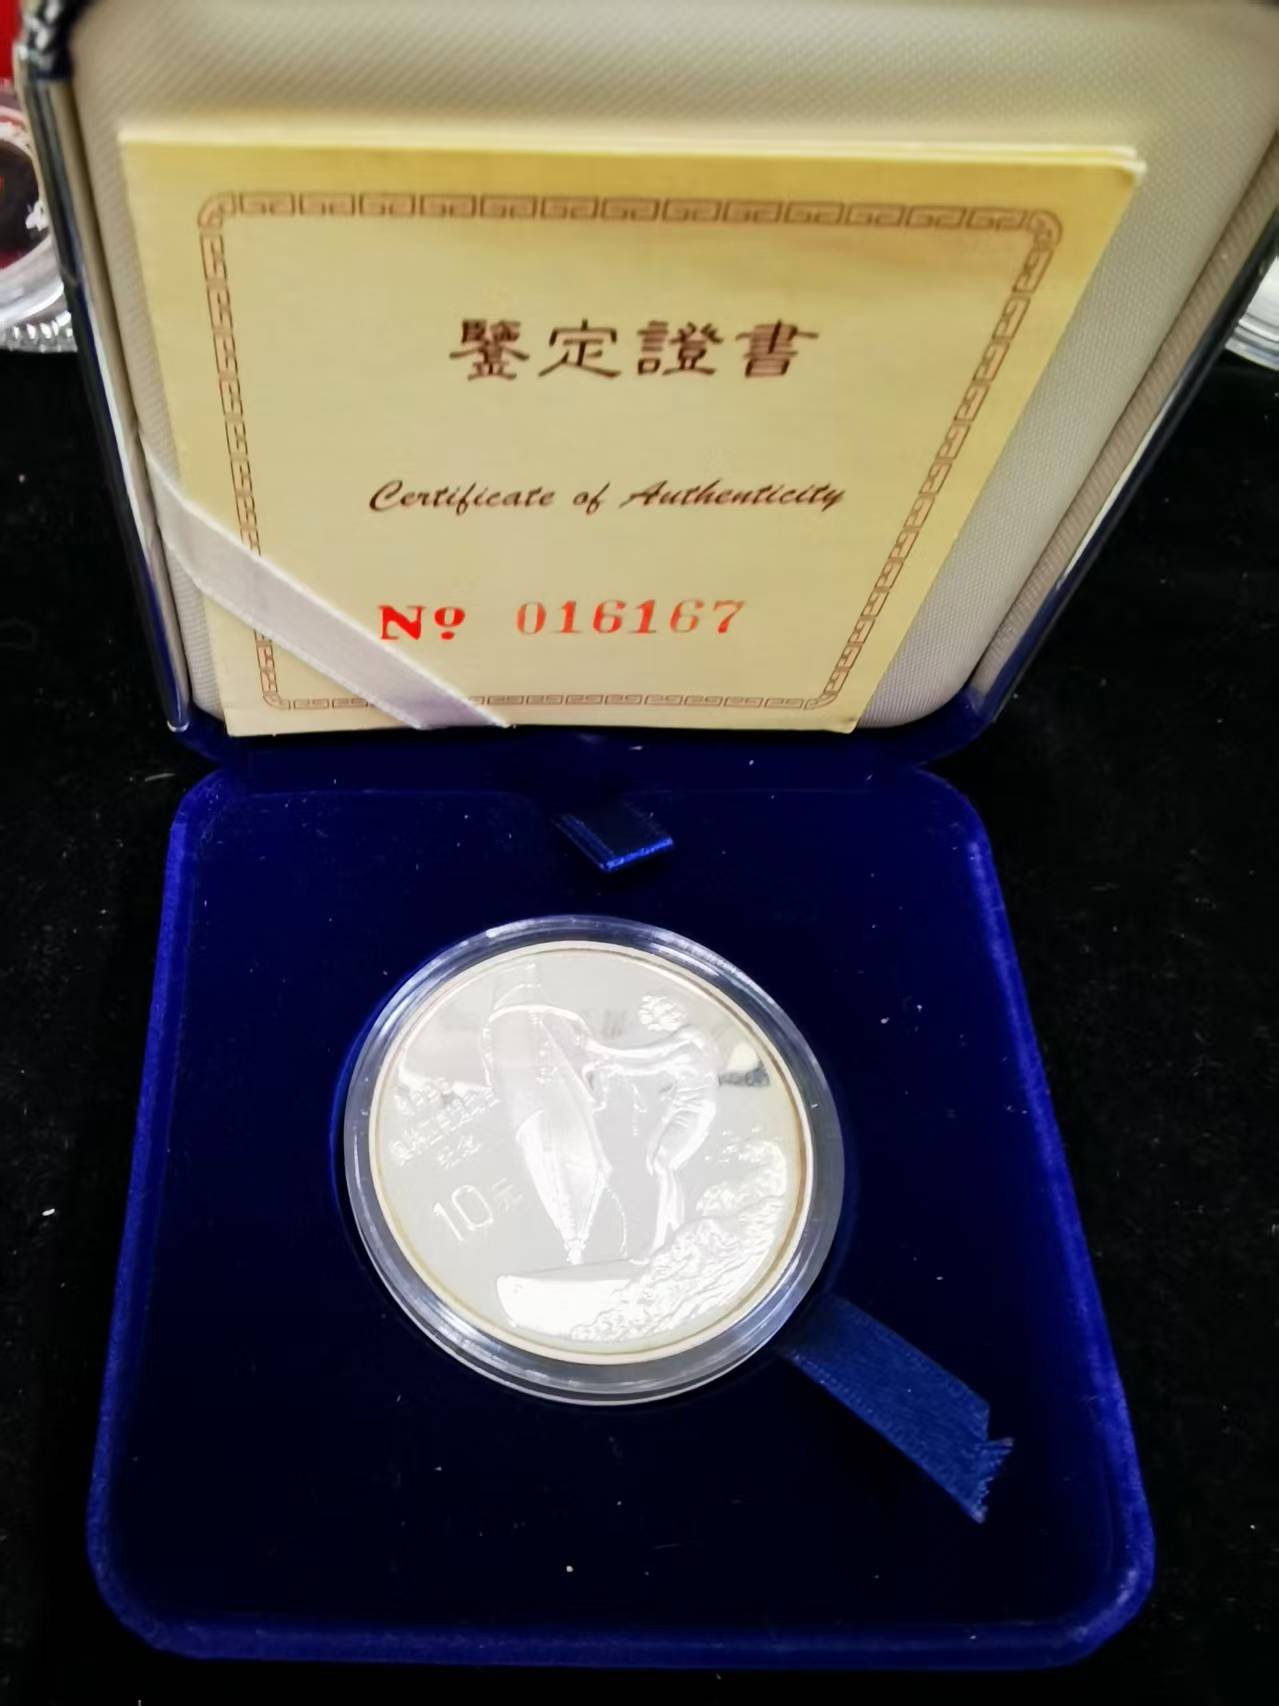 鑒定證書
Certificate of Authenticity
Nº 016167
10元